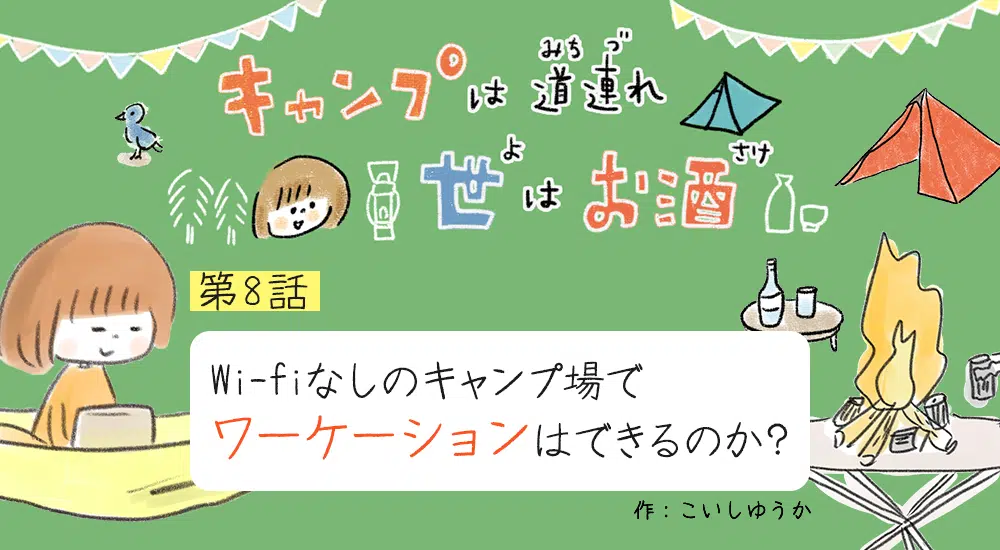 キャンプは道連れ
みちづ
世はお酒
よ
さけ
第8話
Wi-fiなしのキャンプ場で
ワーケーションはできるのか?
作:こいしゆうか